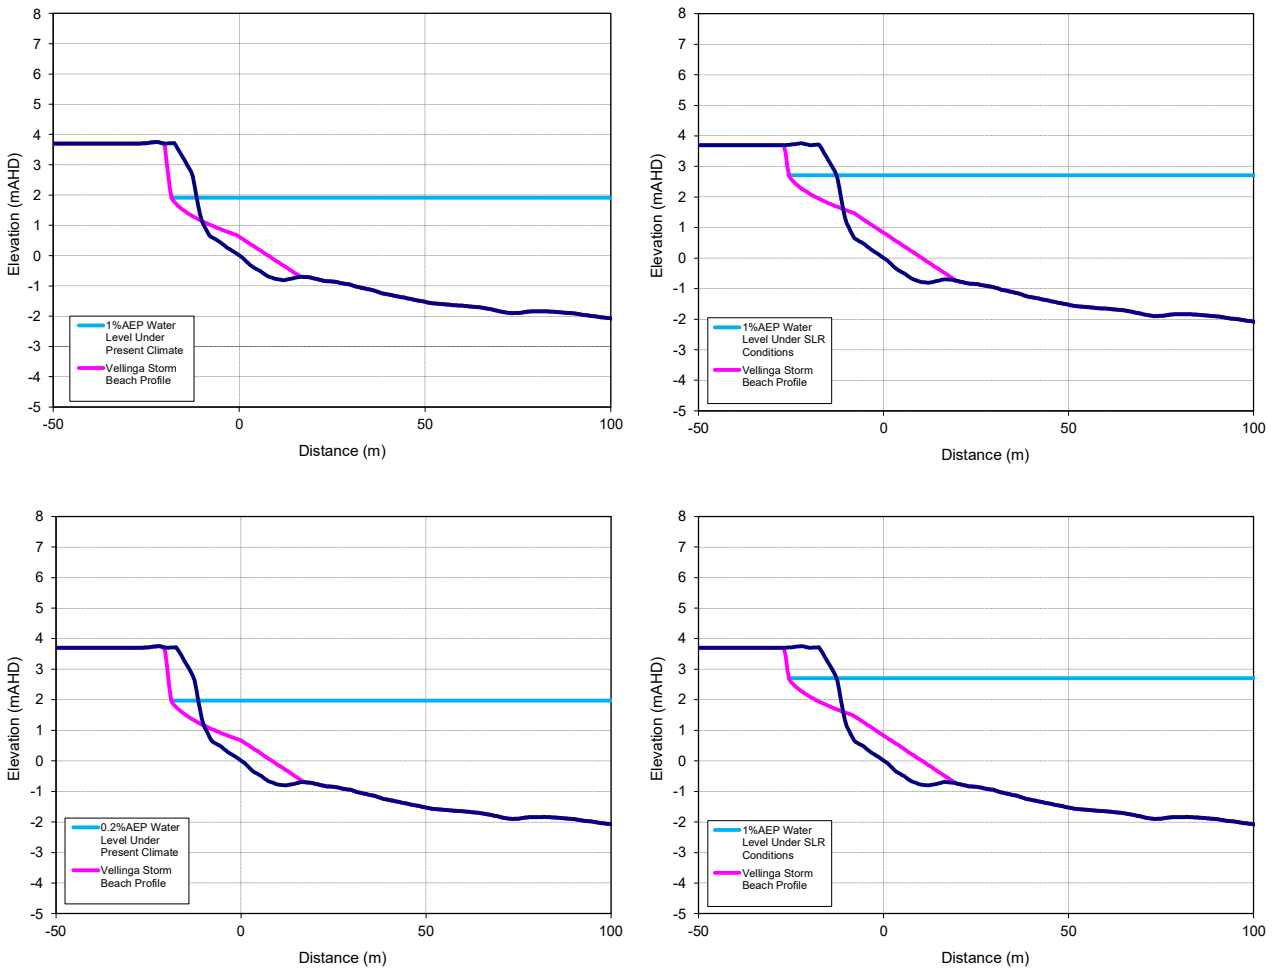 8
7
6
5
4
3
2
1
0
-1
-2
-3
-4
-5
Elevation (mAHD)
1%AEP Water
Level Under
Present Climate
Vellinga Storm
Beach Profile
-50
0
50
100
Distance (m)
8
7
6
5
4
3
2
1
0
-1
-2
-3
-4
-5
Elevation (mAHD)
1%AEP Water
Level Under SLR
Conditions
Vellinga Storm
Beach Profile
-50
0
50
100
Distance (m)
8
7
6
5
4
3
2
1
0
-1
-2
-3
-4
-5
Elevation (mAHD)
0.2%AEP Water
Level Under
Present Climate
Vellinga Storm
Beach Profile
-50
0
50
100
Distance (m)
8
7
6
5
4
3
2
1
0
-1
-2
-3
-4
-5
Elevation (mAHD)
1%AEP Water
Level Under SLR
Conditions
Vellinga Storm
Beach Profile
-50
0
50
100
Distance (m)